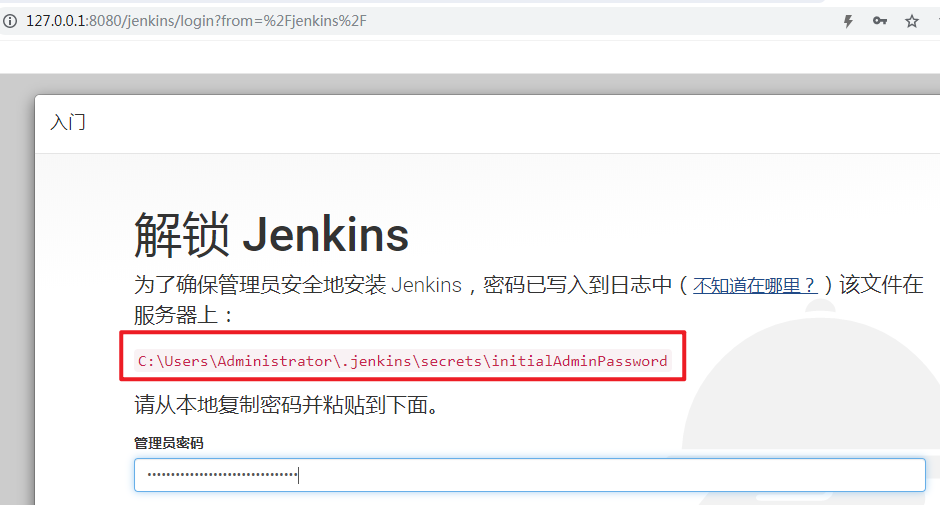 127.0.0.1:8080/jenkins/login?from=%2Fjenkins%2F
入门
解锁 Jenkins
为了确保管理员安全地安装 Jenkins，密码已写入到日志中（不知道在哪里？）该文件在
服务器上：
C:\Users\Administrator\.jenkins\secrets\initialAdminPassword
请从本地复制密码并粘贴到下面。
管理员密码